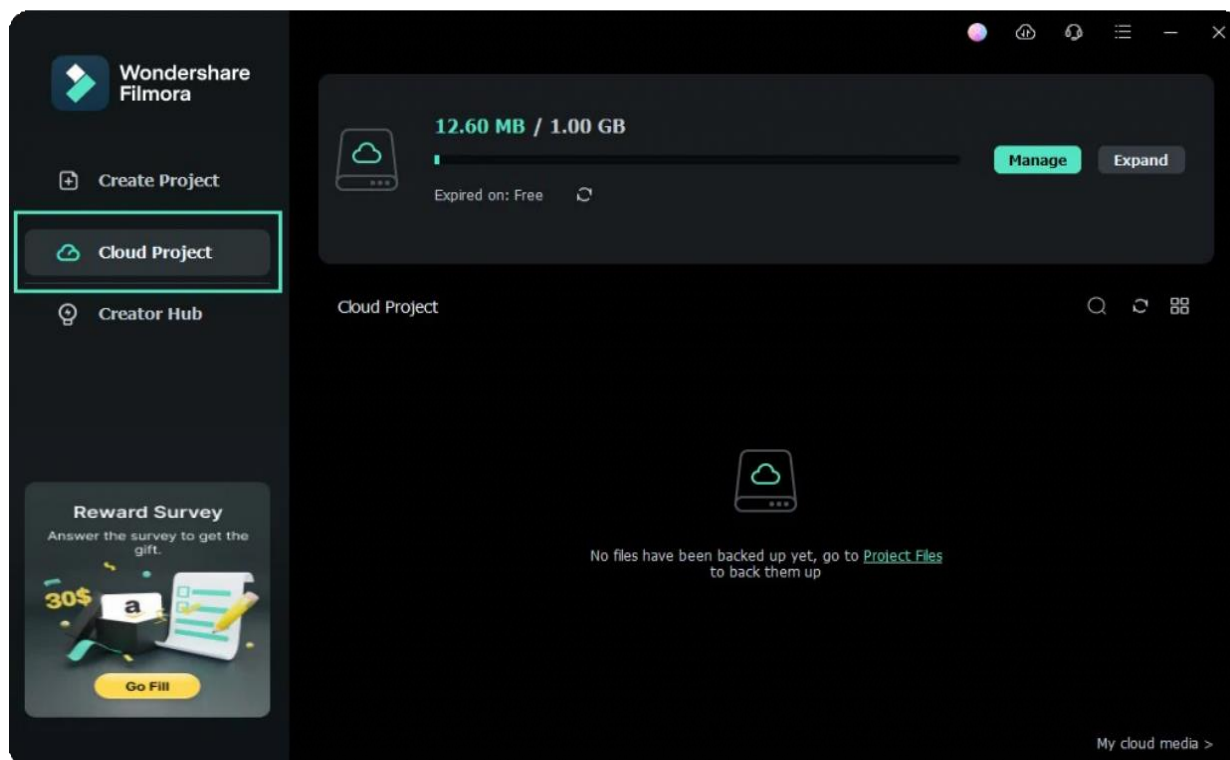 Wondershare
Filmora
Create Project
Cloud Project
Creator Hub
Reward Survey
Answer the survey to get the
gift.
30$
a
Go Fill
12.60 MB / 1.00 GB
Manage
Expand
Expired on: Free
Cloud Project
No files have been backed up yet, go to Project Files
to back them up
My cloud media >